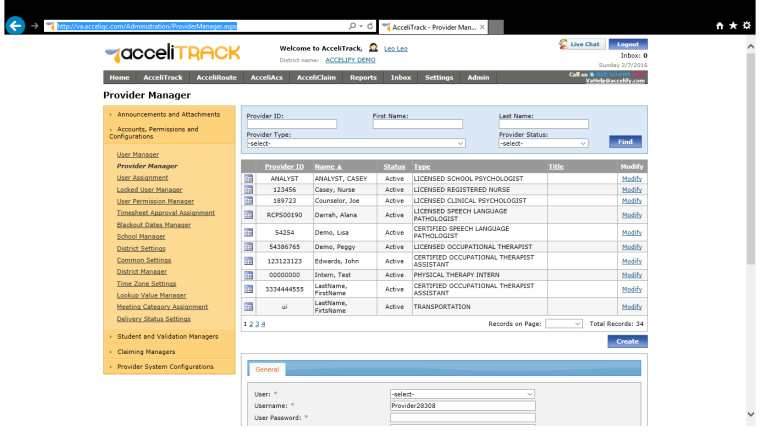 http://va.acceliqc.com/Administration/ProviderManager.aspx
AcceliTrack - Provider Man...
acceliTRACK
Welcome to AcceliTrack, Leo Leo
District name: ACCELIFY DEMO
Live Chat Logout
Inbox: 0
Sunday 2/7/2016
Home AcceliTrack AcceliRoute AcceliAcs AcceliClaim Reports Inbox Settings Admin
Call us
VaHelp@accelify.com
Provider Manager
Announcements and Attachments
Accounts, Permissions and
Configurations
User Manager
Provider Manager
User Assignment
Locked User Manager
User Permission Manager
Timesheet Approval Assignment
Blackout Dates Manager
School Manager
District Settings
Common Settings
District Manager
Time Zone Settings
Lookup Value Manager
Meeting Category Assignment
Delivery Status Settings
Student and Validation Managers
Claiming Managers
Provider System Configurations
Provider ID: First Name: Last Name:
Provider Type: Provider Status:
-select- -select- Find
Provider ID Name Status Type Title Modify
ANALYST ANALYST, CASEY Active LICENSED SCHOOL PSYCHOLOGIST Modify
123456 Casey, Nurse Active LICENSED REGISTERED NURSE Modify
189723 Counselor, Joe Active LICENSED CLINICAL PSYCHOLOGIST Modify
RCPS00190 Darrah, Alana Active LICENSED SPEECH LANGUAGE
PATHOLOGIST Modify
54254 Demo, Lisa Active CERTIFIED SPEECH LANGUAGE
PATHOLOGIST Modify
54386765 Demo, Peggy Active LICENSED OCCUPATIONAL THERAPIST Modify
123123123 Edwards, John Active CERTIFIED OCCUPATIONAL THERAPIST
ASSISTANT Modify
00000000 Intern, Test Active PHYSICAL THERAPY INTERN Modify
3334444555 LastName,
FirstName Active CERTIFIED OCCUPATIONAL THERAPIST
ASSISTANT Modify
ui LastName,
FirtsName Active TRANSPORTATION Modify
1 2 3 4 Records on Page: Total Records: 34
Create
General
User: * -select-
Username: * Provider28308
User Password: *